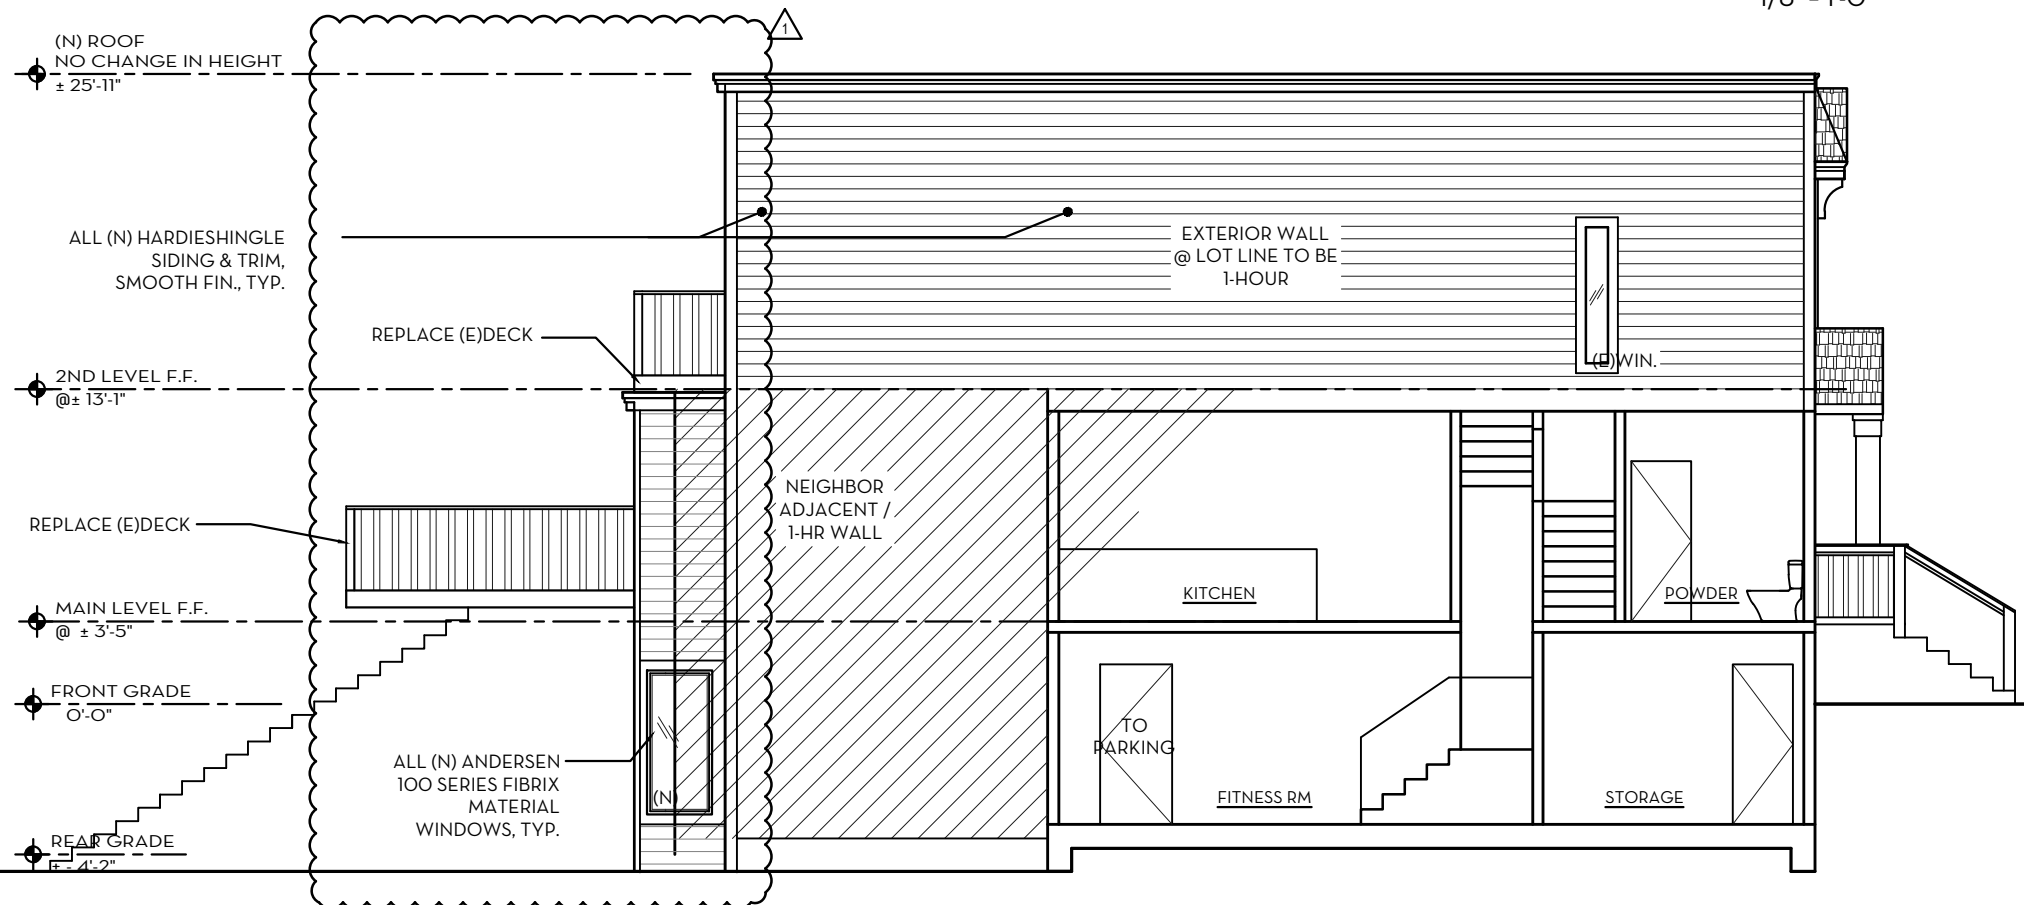 1
(N) ROOF
NO CHANGE IN HEIGHT
± 25'-11"
ALL (N) HARDIESHINGLE
SIDING & TRIM,
SMOOTH FIN., TYP.
EXTERIOR WALL
@ LOT LINE TO BE
1-HOUR
REPLACE (E)DECK
(E)WIN.
2ND LEVEL F.F.
@± 13'-1"
NEIGHBOR
ADJACENT /
1-HR WALL
REPLACE (E)DECK
KITCHEN
POWDER
MAIN LEVEL F.F.
@ ± 3'-5"
FRONT GRADE
0'-0"
TO
PARKING
ALL (N) ANDERSEN
100 SERIES FIBRIX
MATERIAL
WINDOWS, TYP.
(N)
FITNESS RM
STORAGE
REAR GRADE
± - 4'-2"